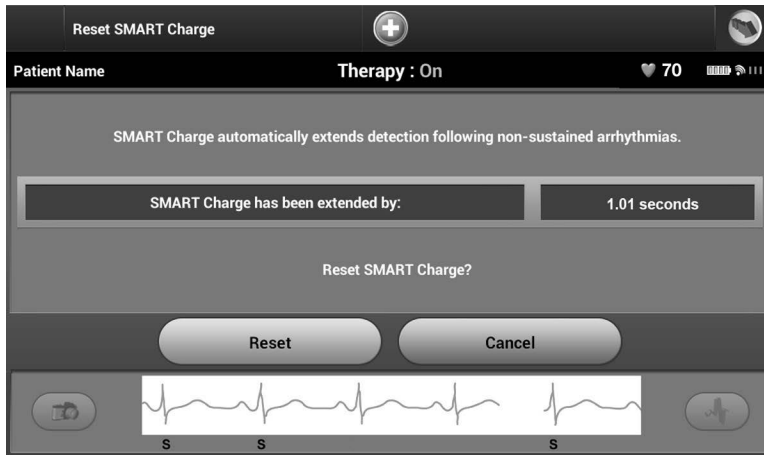 Reset SMART Charge
Patient Name
Therapy : On
70
SMART Charge automatically extends detection following non-sustained arrhythmias.
SMART Charge has been extended by:
1.01 seconds
Reset SMART Charge?
Reset
Cancel
S
S
S